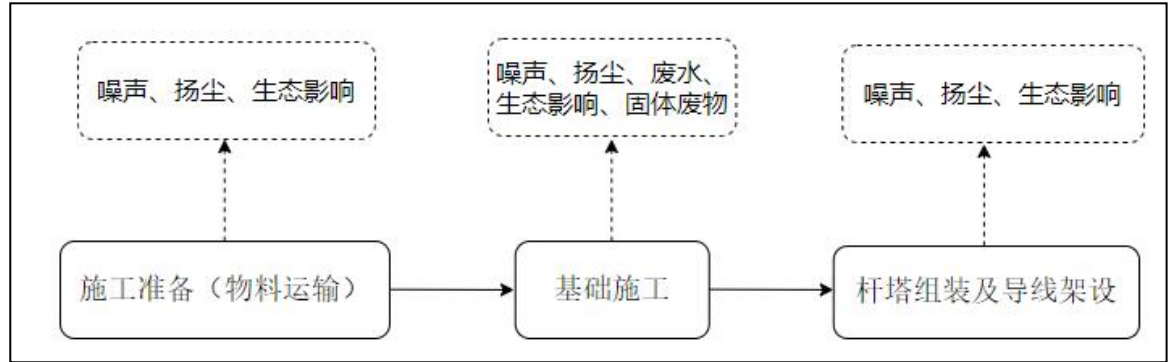 噪声、扬尘、生态影响
噪声、扬尘、废水、
生态影响、固体废物
噪声、扬尘、生态影响
施工准备（物料运输）
基础施工
杆塔组装及导线架设